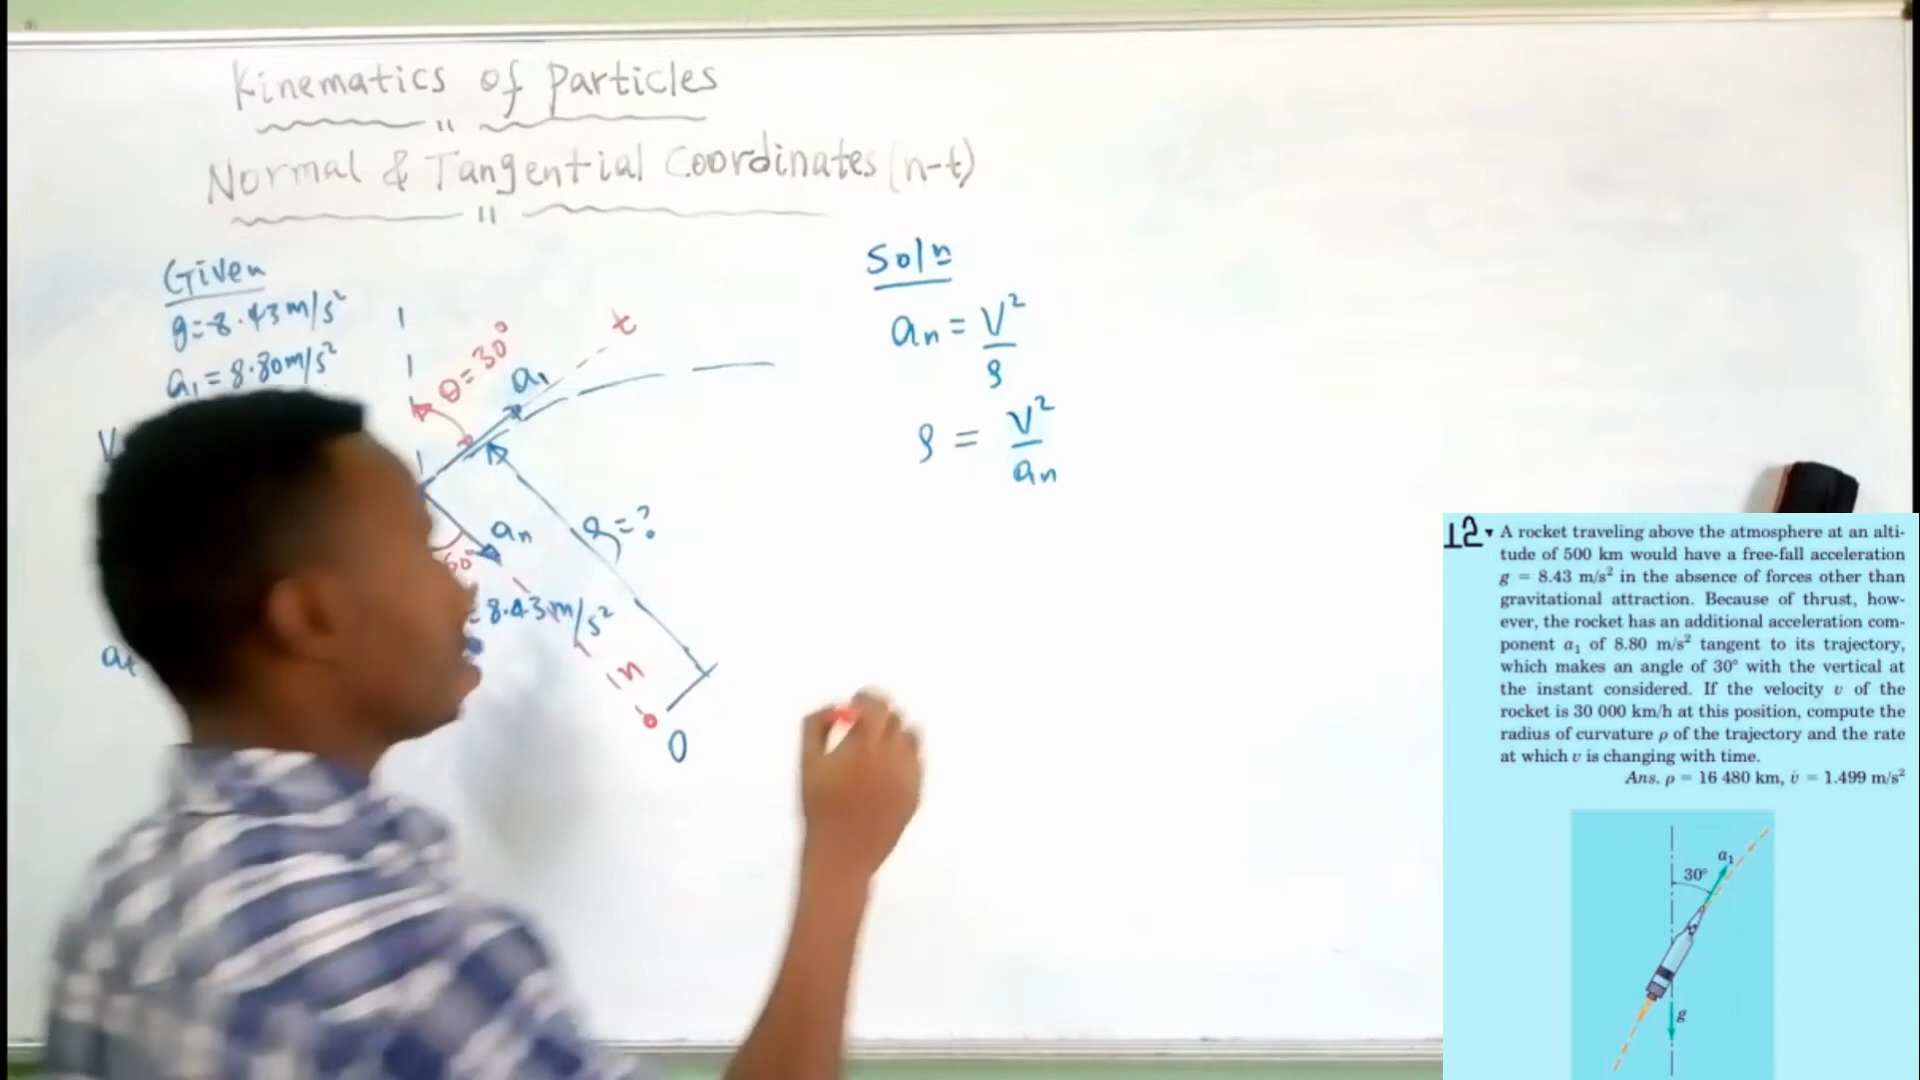 Kinematics of particles
Normal & Tangential Coordinates (n-t)
Given
g=8.43m/s²
a₁ = 8.80m/s²
V
aₜ
θ=30°
a₁
t
aₙ
60°
= 8.43m/s²
ρ=?
n
O
Solⁿ
aₙ = V²/ρ
ρ = V²/aₙ
12 ▾ A rocket traveling above the atmosphere at an alti-
tude of 500 km would have a free-fall acceleration
g = 8.43 m/s² in the absence of forces other than
gravitational attraction. Because of thrust, how-
ever, the rocket has an additional acceleration com-
ponent a₁ of 8.80 m/s² tangent to its trajectory,
which makes an angle of 30° with the vertical at
the instant considered. If the velocity v of the
rocket is 30 000 km/h at this position, compute the
radius of curvature ρ of the trajectory and the rate
at which v is changing with time.
Ans. ρ = 16 480 km, v̇ = 1.499 m/s²
a₁
30°
g